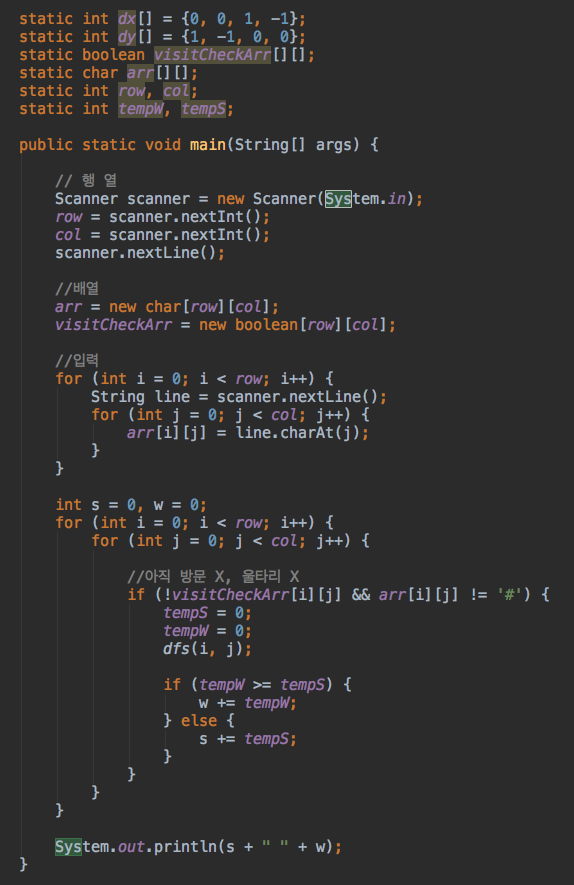 static int dx[] = {0, 0, 1, -1};
static int dy[] = {1, -1, 0, 0};
static boolean visitCheckArr[][];
static char arr[][];
static int row, col;
static int tempW, tempS;

public static void main(String[] args) {

    // 행 열
    Scanner scanner = new Scanner(System.in);
    row = scanner.nextInt();
    col = scanner.nextInt();
    scanner.nextLine();

    //배열
    arr = new char[row][col];
    visitCheckArr = new boolean[row][col];

    //입력
    for (int i = 0; i < row; i++) {
        String line = scanner.nextLine();
        for (int j = 0; j < col; j++) {
            arr[i][j] = line.charAt(j);
        }
    }

    int s = 0, w = 0;
    for (int i = 0; i < row; i++) {
        for (int j = 0; j < col; j++) {

            //아직 방문 X, 울타리 X
            if (!visitCheckArr[i][j] && arr[i][j] != '#') {
                tempS = 0;
                tempW = 0;
                dfs(i, j);

                if (tempW >= tempS) {
                    w += tempW;
                } else {
                    s += tempS;
                }
            }
        }
    }

    System.out.println(s + " " + w);
}